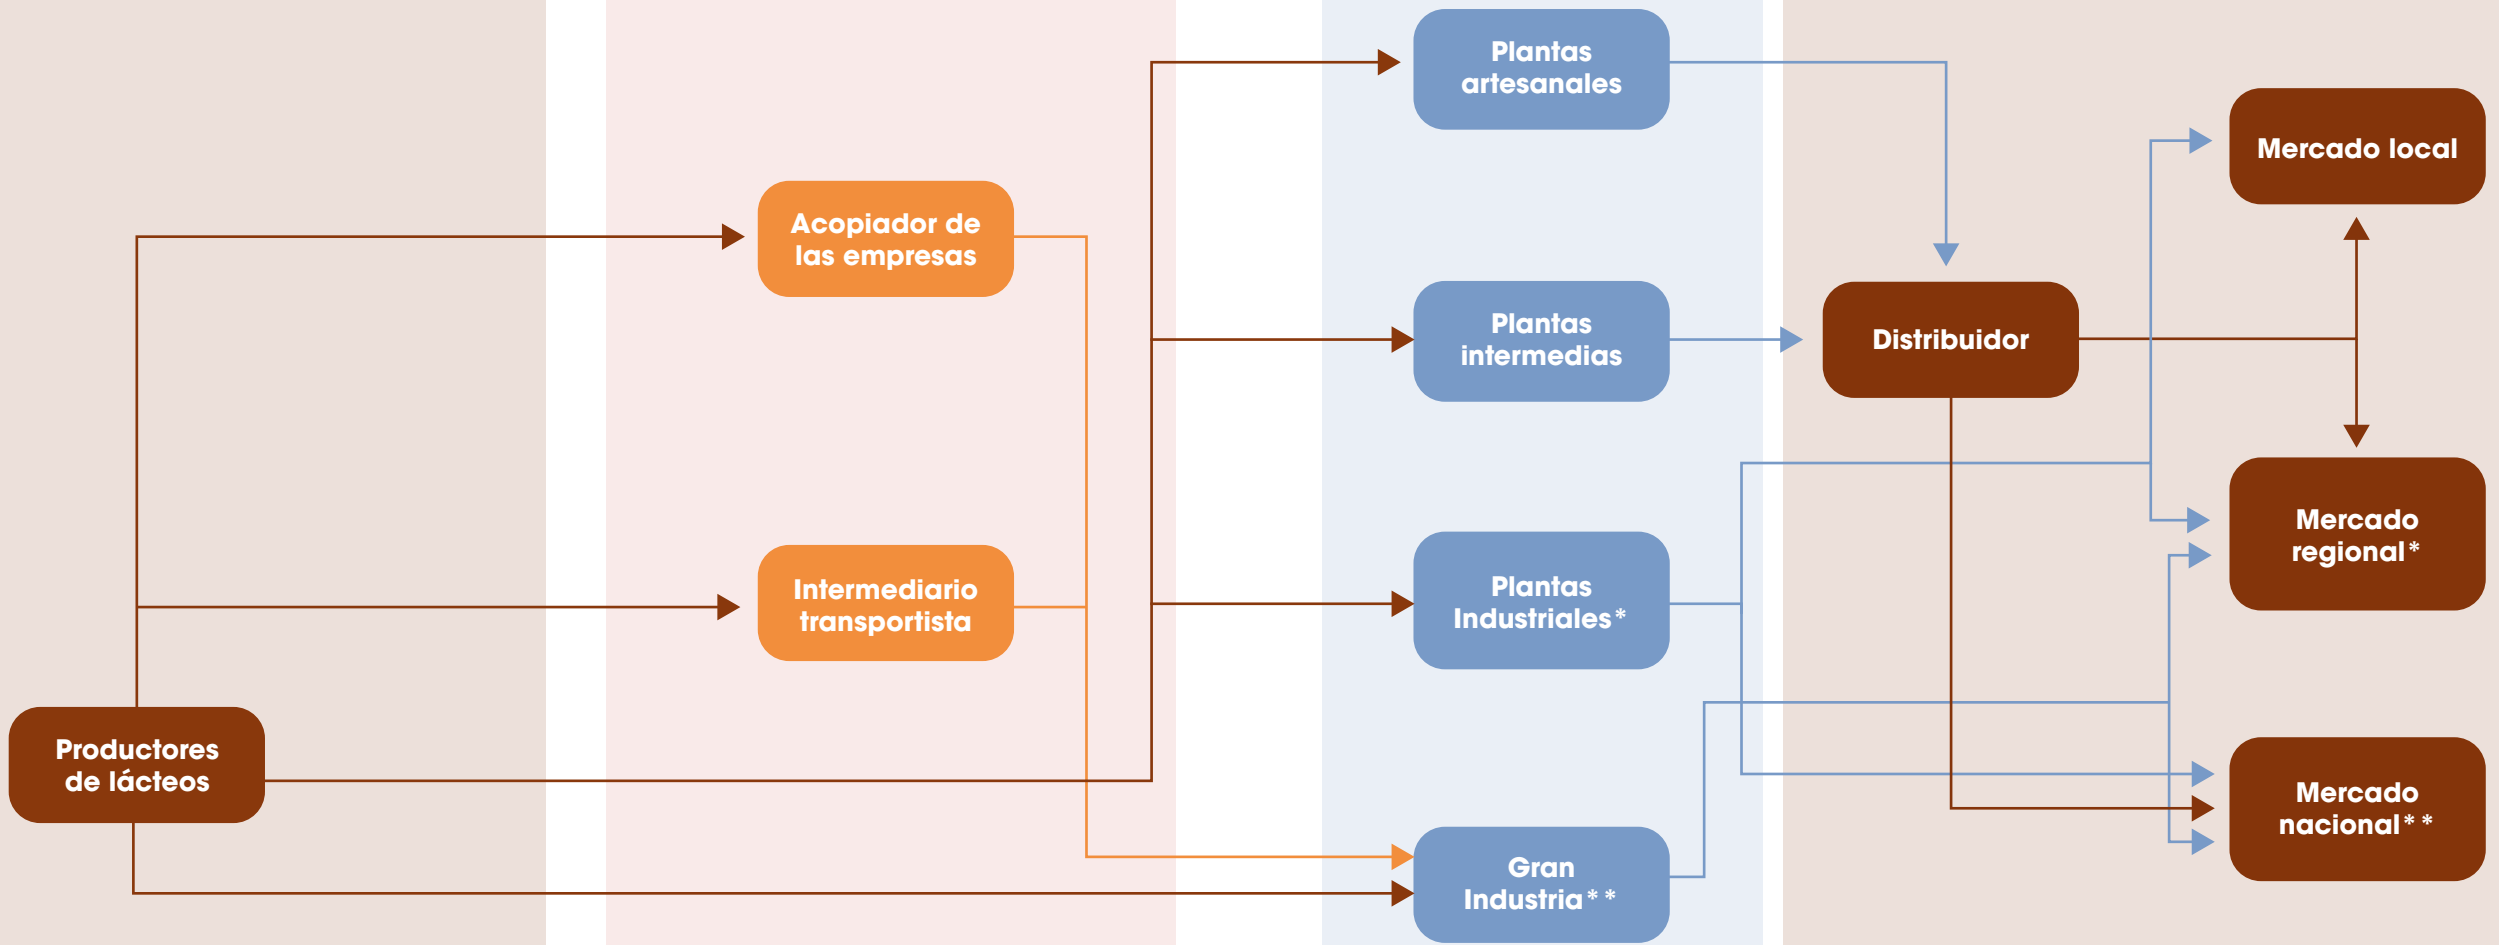 Productores
de lácteos
Acopiador de
las empresas
Intermediario
transportista
Plantas
artesanales
Plantas
intermedias
Plantas
Industriales*
Gran
Industria**
Distribuidor
Mercado local
Mercado
regional*
Mercado
nacional**